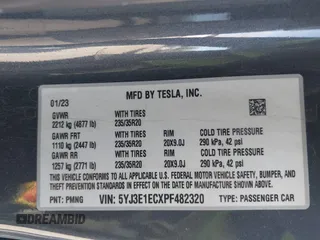 MFD BY TESLA, INC.
01/23
GVWR WITH TIRES
2212 kg (4877 lb) 235/35R20
GAWR FRT WITH TIRES RIM COLD TIRE PRESSURE
1110 kg (2447 lb) 235/35R20 20X9.0J 290 kPa, 42 psi
GAWR RR WITH TIRES RIM COLD TIRE PRESSURE
1257 kg (2771 lb) 235/35R20 20X9.0J 290 kPa, 42 psi
THIS VEHICLE CONFORMS TO ALL APPLICABLE U.S. FEDERAL MOTOR VEHICLE SAFETY, BUMPER, AND
THEFT PREVENTION STANDARDS IN EFFECT ON THE DATE OF MANUFACTURE SHOWN ABOVE.
PNT: PMNG VIN: 5YJ3E1ECXPF482320 TYPE: PASSENGER CAR
DREAMBID